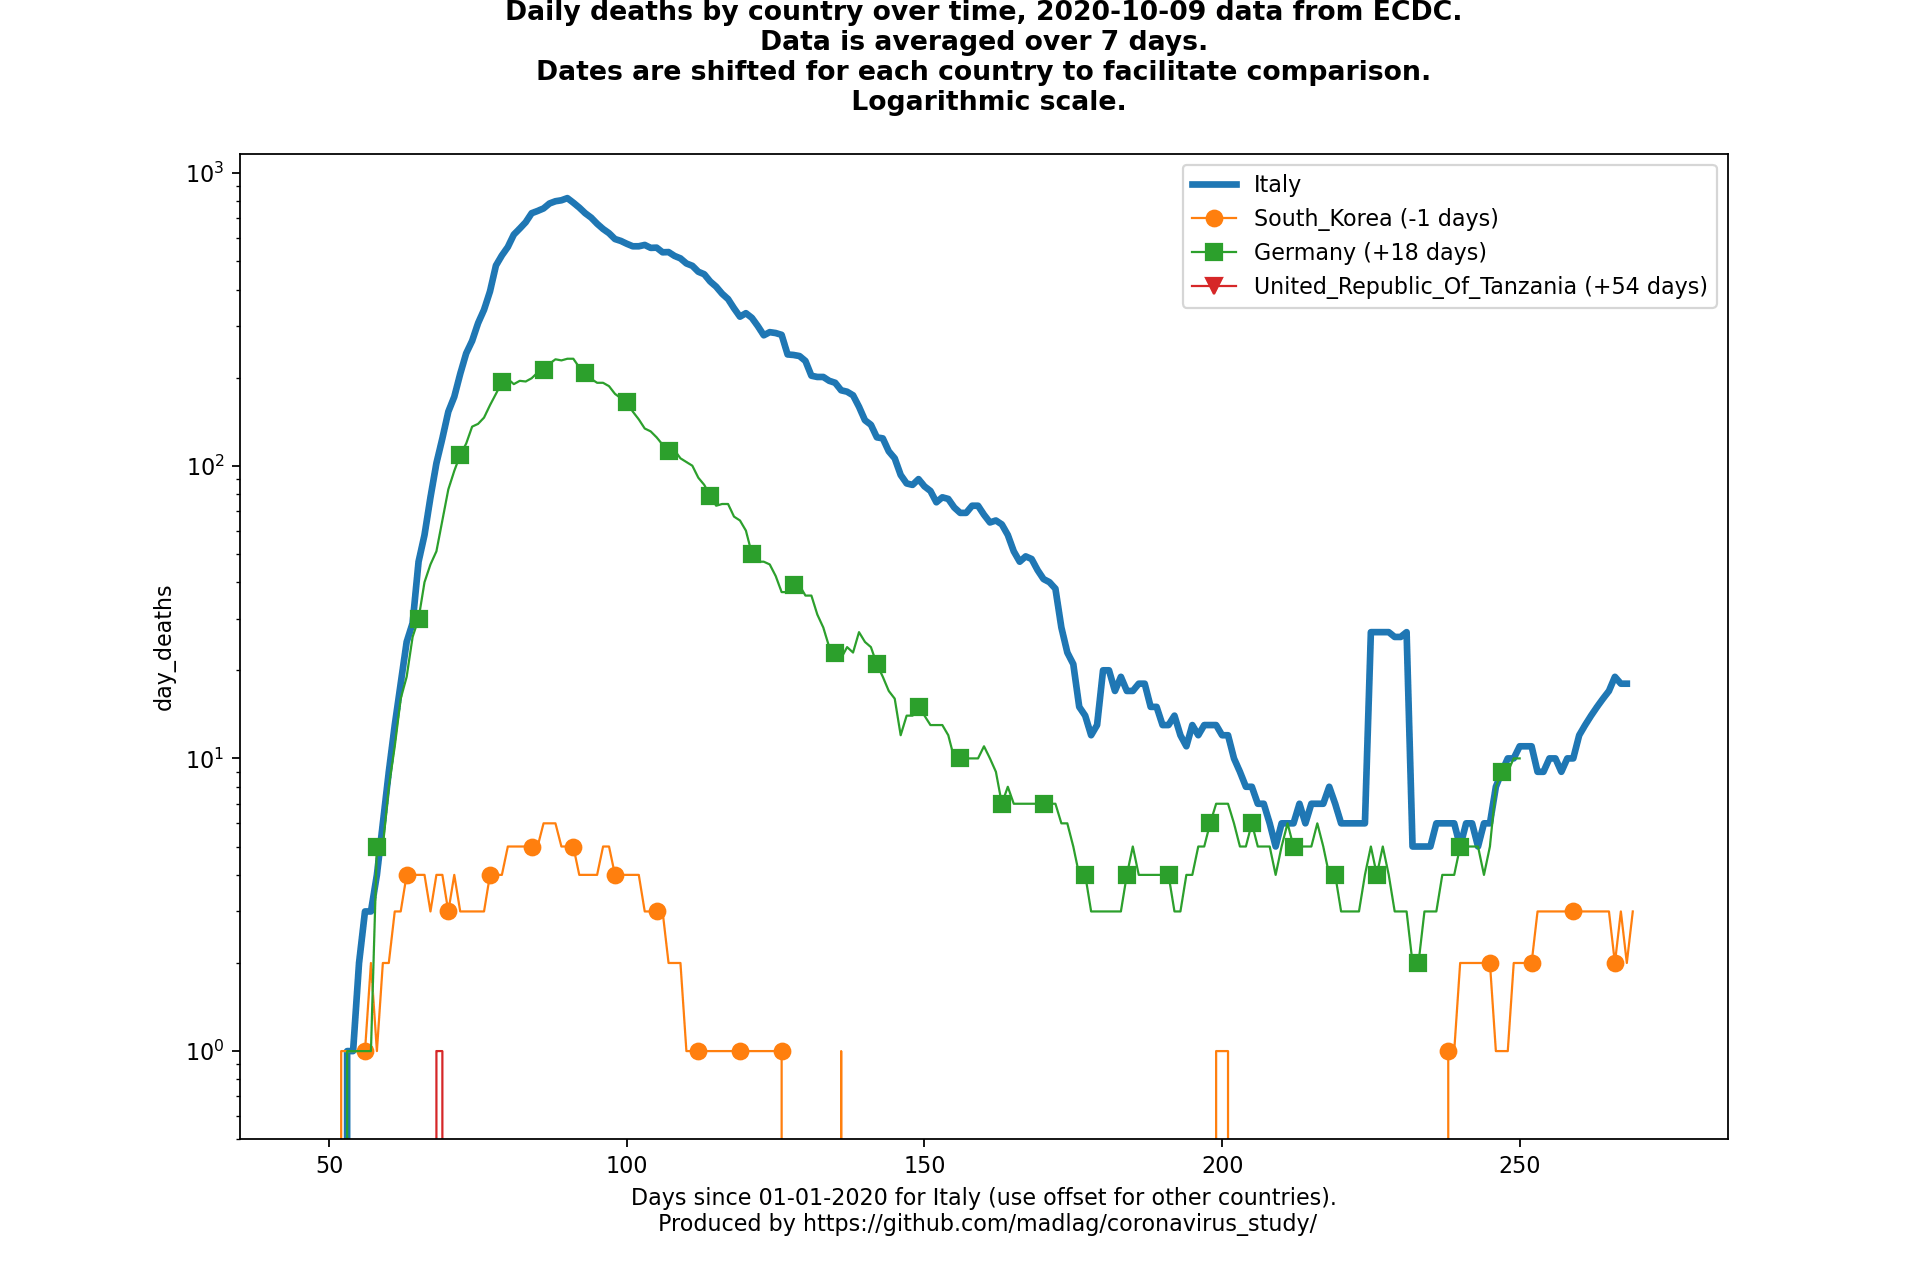 Daily deaths by country over time, 2020-10-09 data from ECDC.
Data is averaged over 7 days.
Dates are shifted for each country to facilitate comparison.
Logarithmic scale.
10³
10²
10¹
10⁰
day_deaths
Italy
South_Korea (-1 days)
Germany (+18 days)
United_Republic_Of_Tanzania (+54 days)
50 100 150 200 250
Days since 01-01-2020 for Italy (use offset for other countries).
Produced by https://github.com/madlag/coronavirus_study/